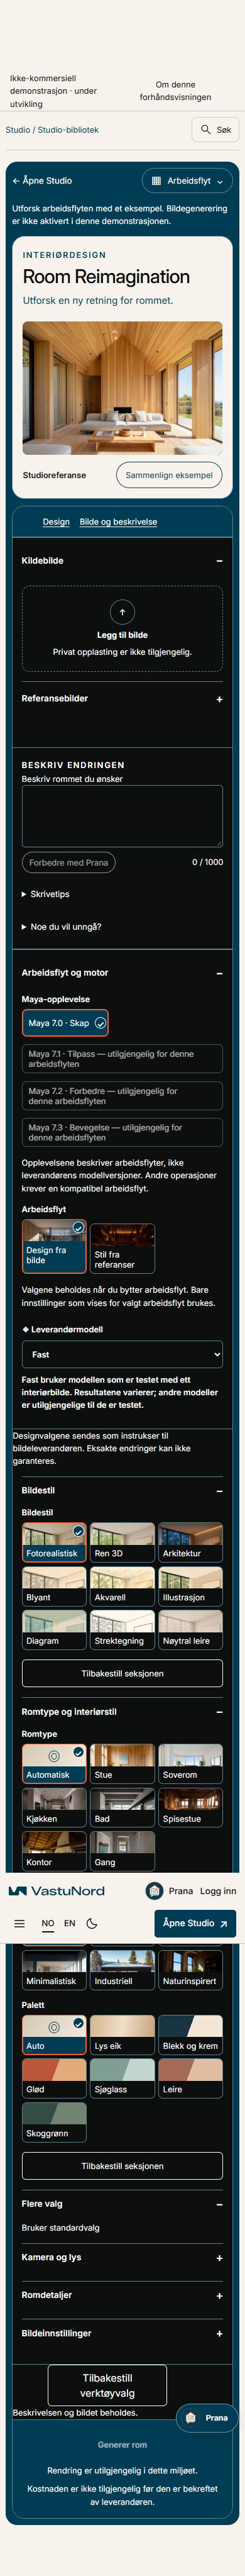 Ikke-kommersiell
demonstrasjon · under
utvikling
Om denne
forhåndsvisningen
Studio / Studio-bibliotek
Søk
← Åpne Studio
Arbeidsflyt
Utforsk arbeidsflyten med et eksempel. Bildegenerering
er ikke aktivert i denne demonstrasjonen.
INTERIØRDESIGN
Room Reimagination
Utforsk en ny retning for rommet.
Studioreferanse
Sammenlign eksempel
Design
Bilde og beskrivelse
Kildebilde
−
↑
Legg til bilde
Privat opplasting er ikke tilgjengelig.
Referansebilder
+
BESKRIV ENDRINGEN
Beskriv rommet du ønsker
Forbedre med Prana
0 / 1000
▶ Skrivetips
▶ Noe du vil unngå?
Arbeidsflyt og motor
−
Maya-opplevelse
Maya 7.0 · Skap
Maya 7.1 · Tilpass — utilgjengelig for denne
arbeidsflyten
Maya 7.2 · Forbedre — utilgjengelig for
denne arbeidsflyten
Maya 7.3 · Bevegelse — utilgjengelig for
denne arbeidsflyten
Opplevelsene beskriver arbeidsflyter, ikke
leverandørens modellversjoner. Andre operasjoner
krever en kompatibel arbeidsflyt.
Arbeidsflyt
Design fra
bilde
Stil fra
referanser
Valgene beholdes når du bytter arbeidsflyt. Bare
innstillinger som vises for valgt arbeidsflyt brukes.
❖ Leverandørmodell
Fast
Fast bruker modellen som er testet med ett
interiørbilde. Resultatene varierer; andre modeller
er utilgjengelige til de er testet.
Designvalgene sendes som instrukser til
bildeleverandøren. Eksakte endringer kan ikke
garanteres.
Bildestil
−
Bildestil
Fotorealistisk
Ren 3D
Arkitektur
Blyant
Akvarell
Illustrasjon
Diagram
Strektegning
Nøytral leire
Tilbakestill seksjonen
Romtype og interiørstil
−
Romtype
Automatisk
Stue
Soverom
Kjøkken
Bad
Spisestue
Kontor
Gang
VastuNord
Prana
Logg inn
NO
EN
Åpne Studio ↗
Minimalistisk
Industriell
Naturinspirert
Palett
Auto
Lys eik
Blekk og krem
Glød
Sjøglass
Leire
Skoggrønn
Tilbakestill seksjonen
Flere valg
−
Bruker standardvalg
Kamera og lys
+
Romdetaljer
+
Bildeinnstillinger
+
Tilbakestill
verktøyvalg
Prana
Beskrivelsen og bildet beholdes.
Generer rom
Rendring er utilgjengelig i dette miljøet.
Kostnaden er ikke tilgjengelig før den er bekreftet
av leverandøren.